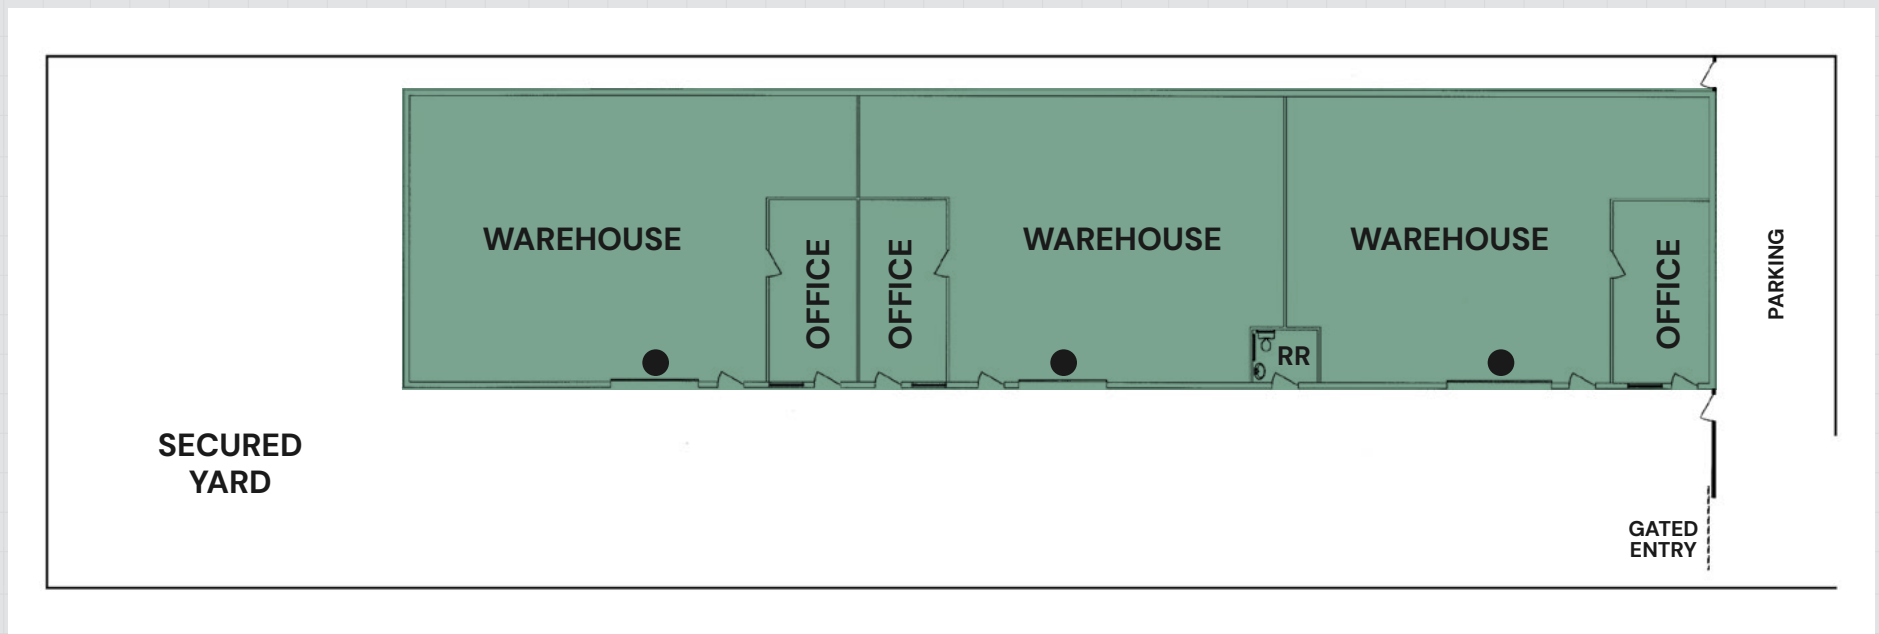 WAREHOUSE
OFFICE
OFFICE
WAREHOUSE
RR
WAREHOUSE
OFFICE
PARKING
SECURED
YARD
GATED
ENTRY